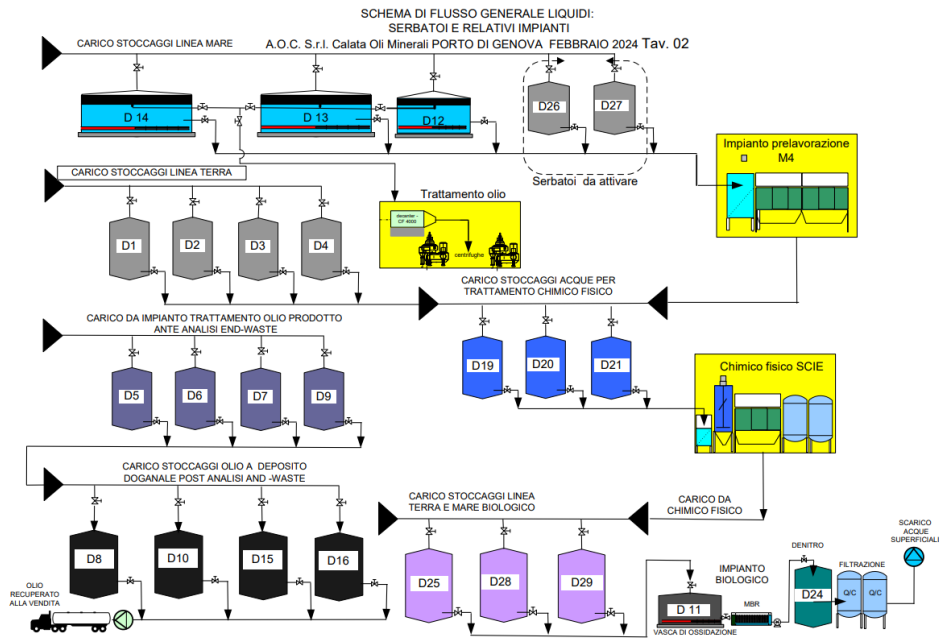 SCHEMA DI FLUSSO GENERALE LIQUIDI:
SERBATOI E RELATIVI IMPIANTI
A.O.C. S.r.l. Calata Oli Minerali PORTO DI GENOVA FEBBRAIO 2024 Tav. 02
CARICO STOCCAGGI LINEA MARE
D 14
D 13
D12
D26
D27
Serbatoi da attivare
Impianto prelavorazione
M4
CARICO STOCCAGGI LINEA TERRA
D1
D2
D3
D4
Trattamento olio
decanter -
CF 4000
centrifughe
CARICO STOCCAGGI ACQUE PER
TRATTAMENTO CHIMICO FISICO
D19
D20
D21
CARICO DA IMPIANTO TRATTAMENTO OLIO PRODOTTO
ANTE ANALISI END-WASTE
D5
D6
D7
D9
Chimico fisico SCIE
CARICO STOCCAGGI OLIO A DEPOSITO
DOGANALE POST ANALISI AND -WASTE
D8
D10
D15
D16
OLIO
RECUPERATO
ALLA VENDITA
CARICO STOCCAGGI LINEA
TERRA E MARE BIOLOGICO
CARICO DA
CHIMICO FISICO
D25
D28
D29
IMPIANTO
BIOLOGICO
D 11
VASCA DI OSSIDAZIONE
MBR
DENITRO
D24
FILTRAZIONE
Q/C
Q/C
SCARICO
ACQUE
SUPERFICIALI